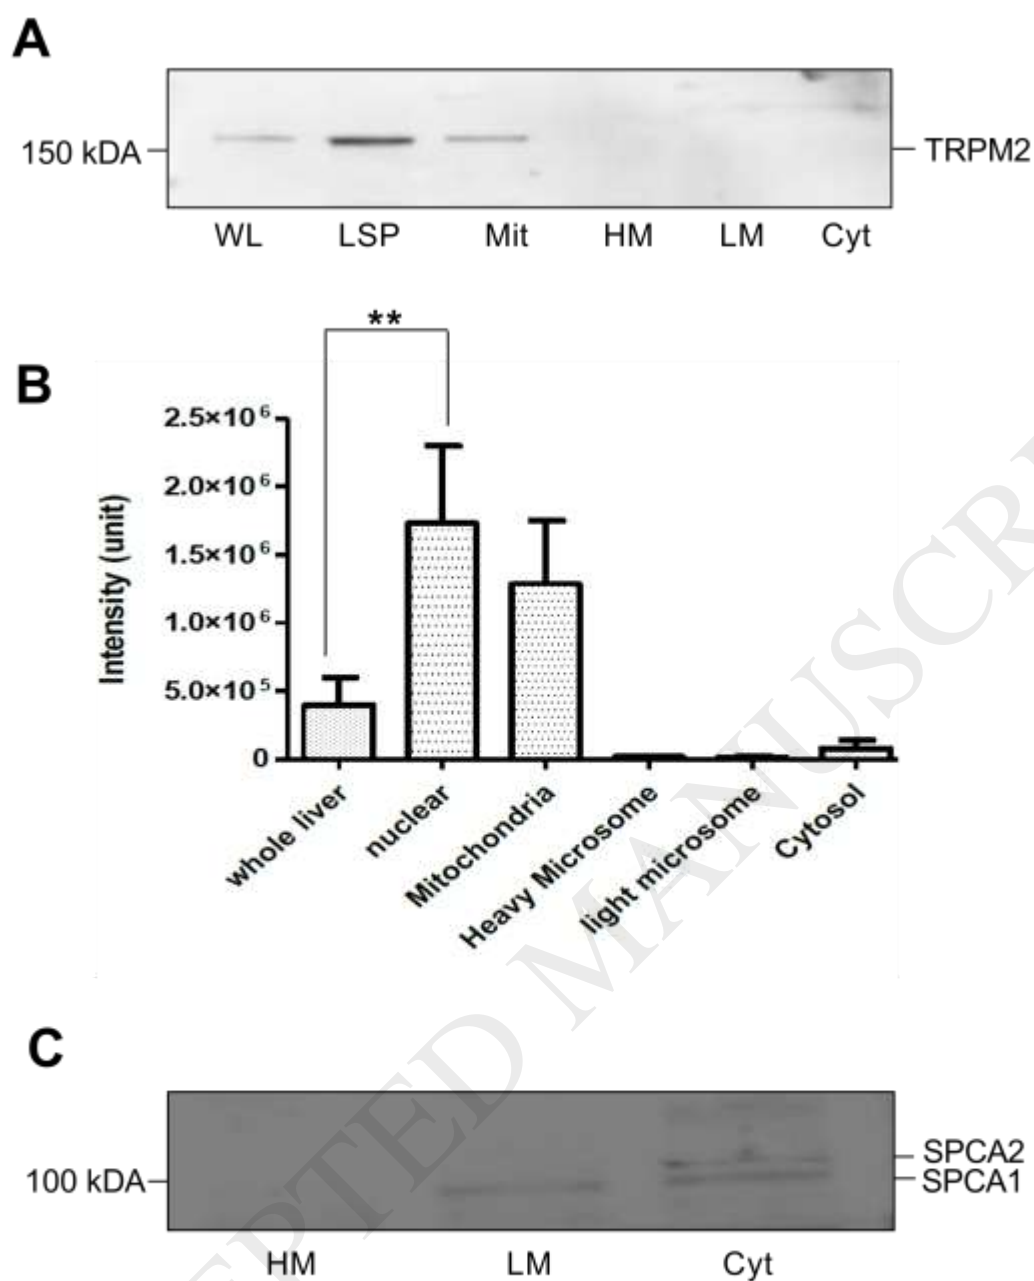 A
150 kDA
TRPM2
WL LSP Mit HM LM Cyt
**
B
2.5×10⁶
2.0×10⁶
1.5×10⁶
1.0×10⁶
5.0×10⁵
0
Intensity (unit)
whole liver
nuclear
Mitochondria
Heavy Microsome
light microsome
Cytosol
C
100 kDA
SPCA2
SPCA1
HM LM Cyt
PTED MANUSCR